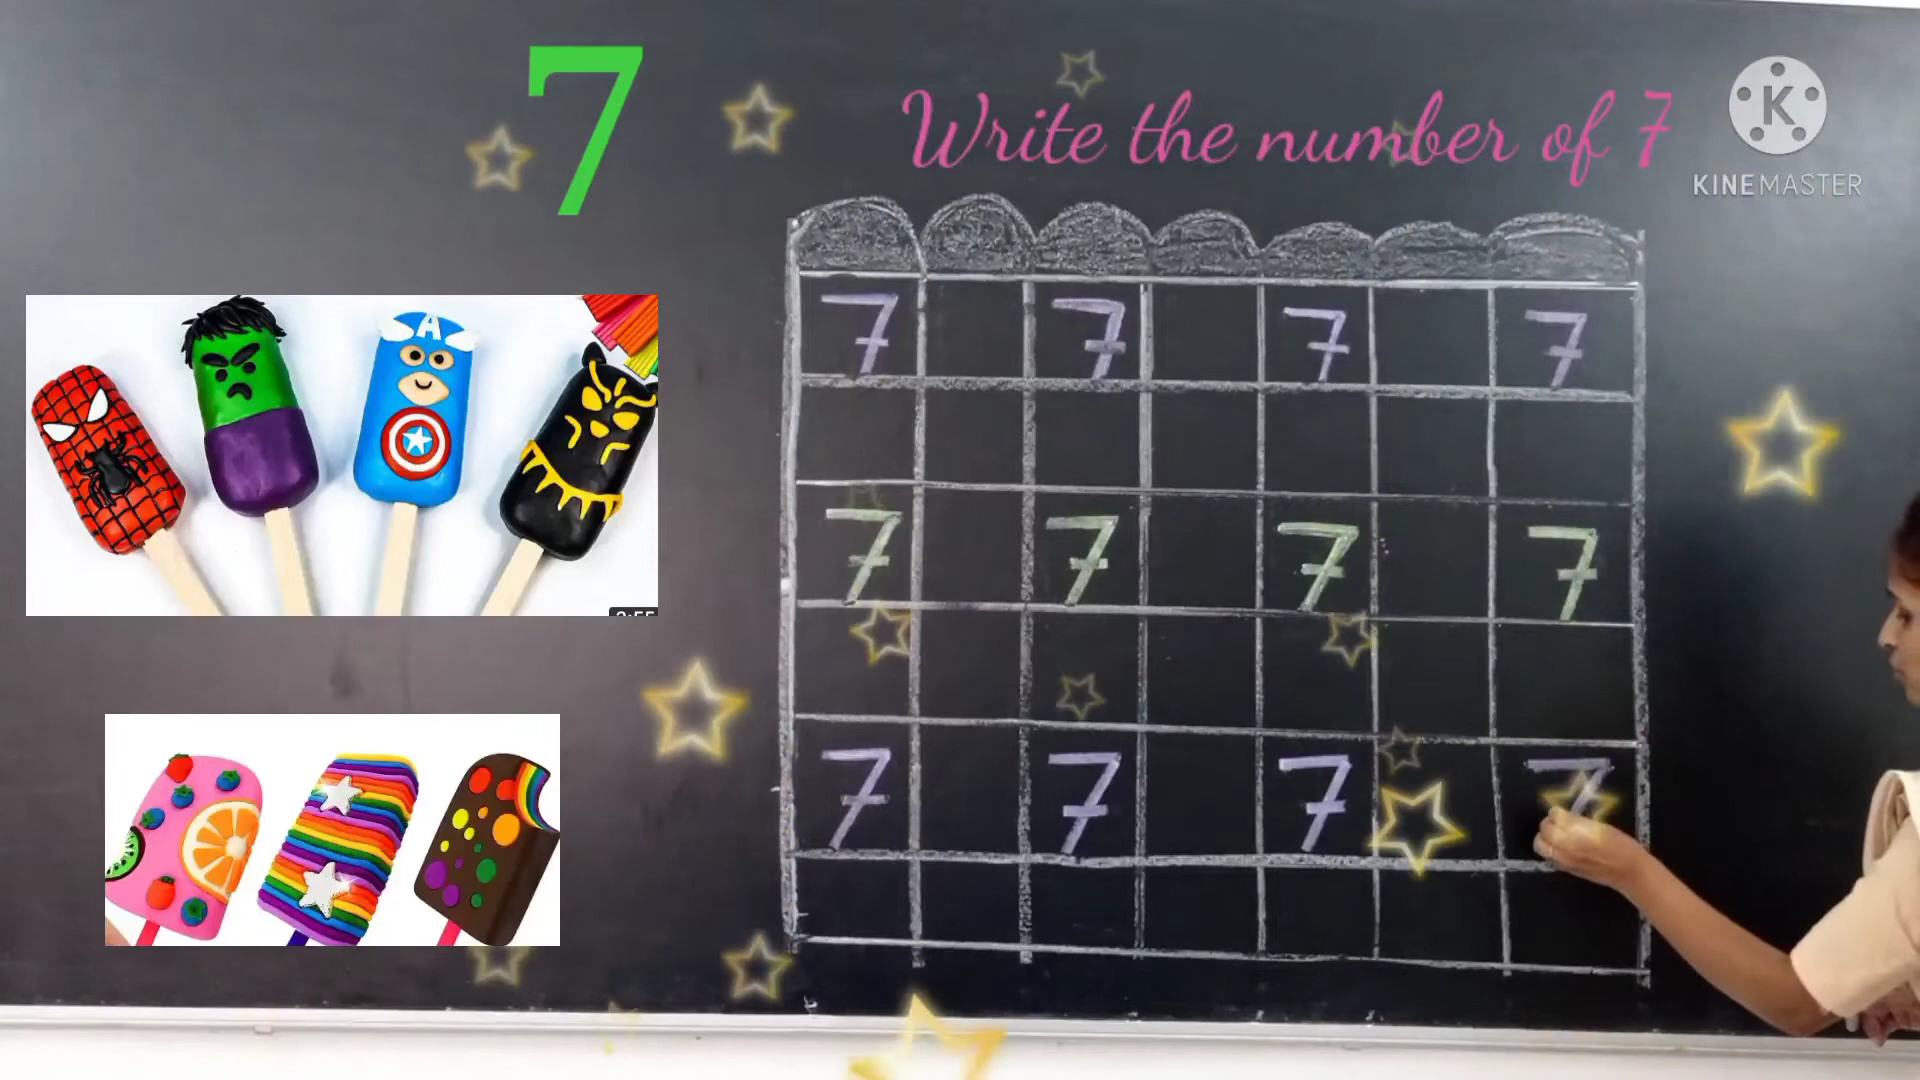 7
Write the number of 7
K
KINEMASTER
A
7 7 7 7
7 7 7 7
7 7 7 7